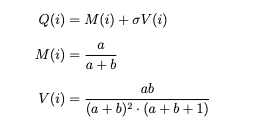 Q(i) = M(i) + σV(i)
M(i) = a / (a + b)
V(i) = ab / ((a + b)² · (a + b + 1))